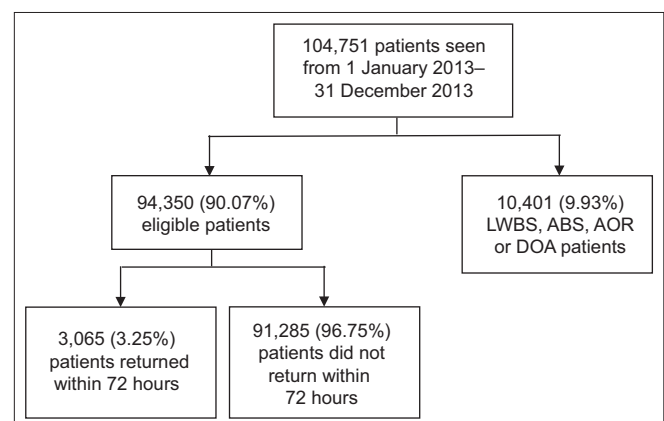 104,751 patients seen
from 1 January 2013–
31 December 2013
94,350 (90.07%)
eligible patients
10,401 (9.93%)
LWBS, ABS, AOR
or DOA patients
3,065 (3.25%)
patients returned
within 72 hours
91,285 (96.75%)
patients did not
return within
72 hours